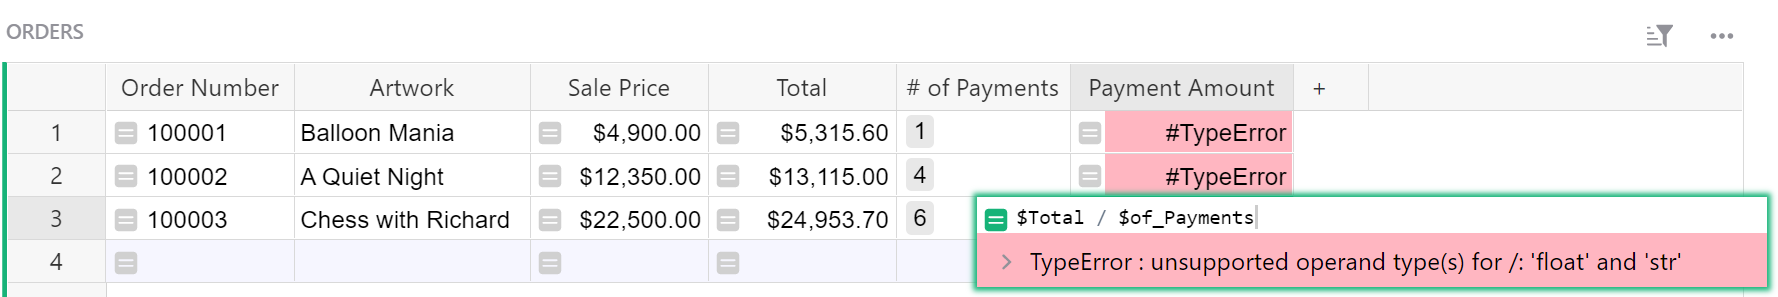 ORDERS
Order Number Artwork Sale Price Total # of Payments Payment Amount +
1 100001 Balloon Mania $4,900.00 $5,315.60 1 #TypeError
2 100002 A Quiet Night $12,350.00 $13,115.00 4 #TypeError
3 100003 Chess with Richard $22,500.00 $24,953.70 6 $Total / $of_Payments
4
TypeError : unsupported operand type(s) for /: 'float' and 'str'